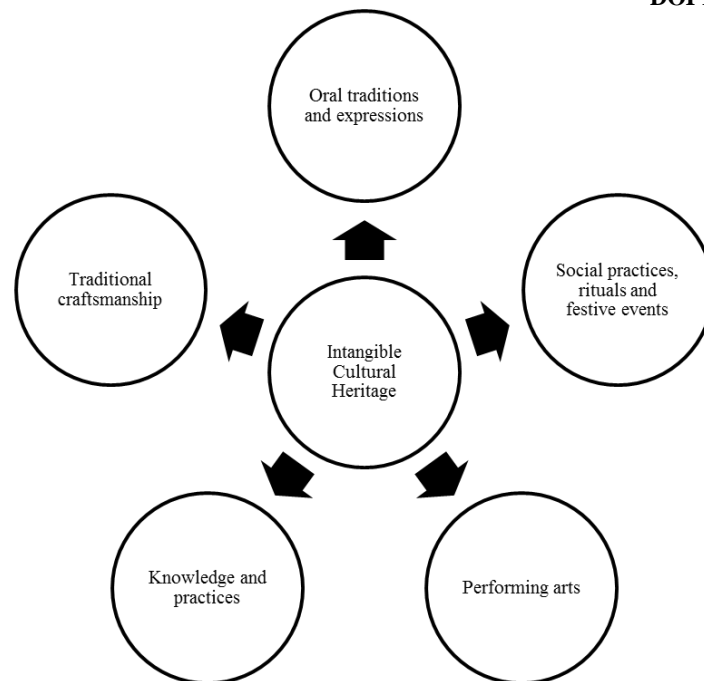 Oral traditions
and expressions
Traditional
craftsmanship
Social practices,
rituals and
festive events
Intangible
Cultural
Heritage
Knowledge and
practices
Performing arts